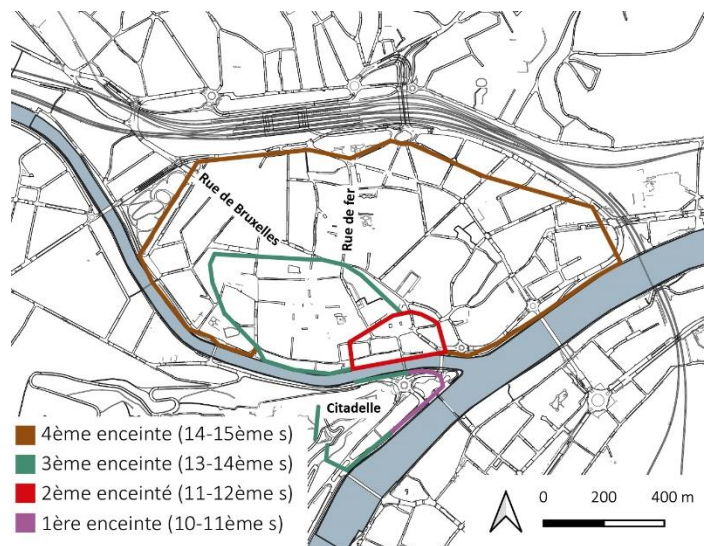 Rue de Bruxelles
Rue de fer
Citadelle
4ème enceinte (14-15ème s)
3ème enceinte (13-14ème s)
2ème enceinté (11-12ème s)
1ère enceinte (10-11ème s)
0 200 400 m